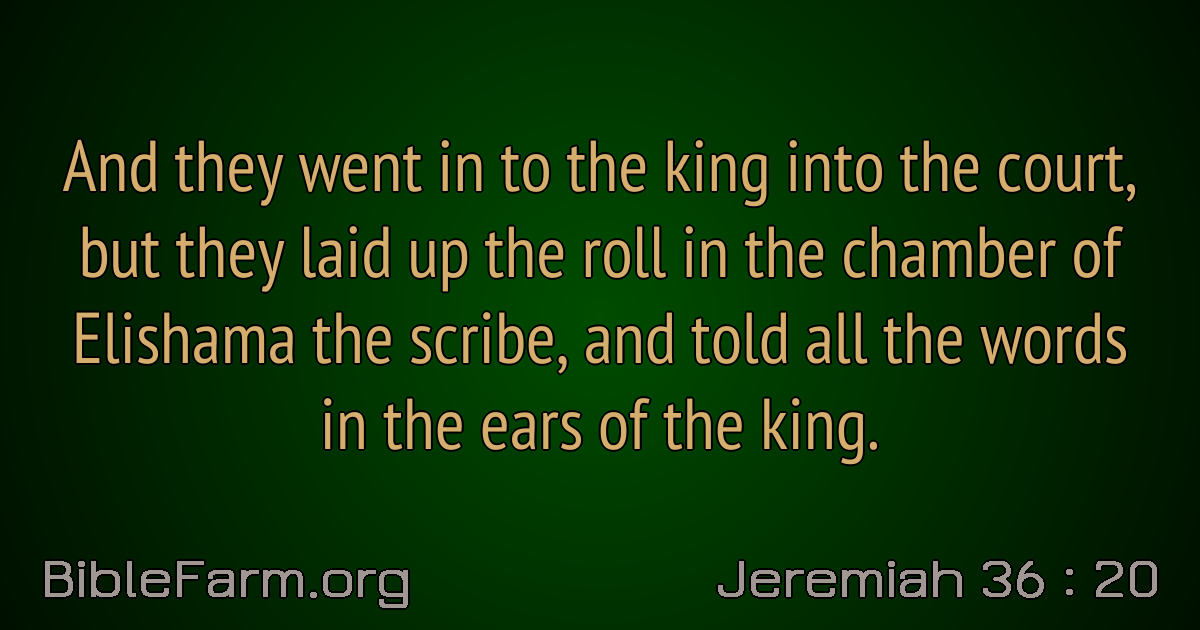 And they went in to the king into the court,
but they laid up the roll in the chamber of
Elishama the scribe, and told all the words
in the ears of the king.
BibleFarm.org
Jeremiah 36 : 20